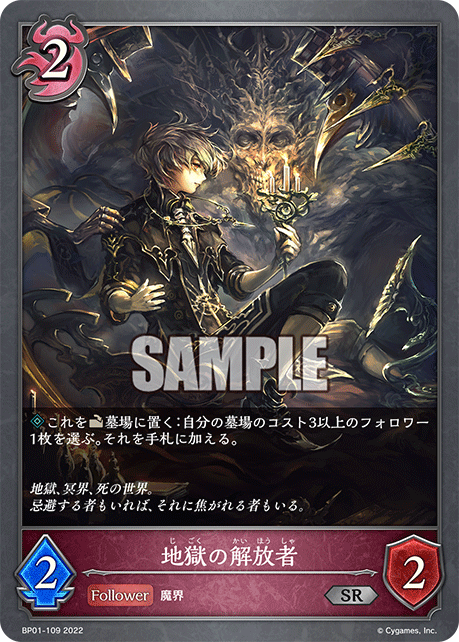 2
SAMPLE
これを墓場に置く:自分の墓場のコスト3以上のフォロワー
1枚を選ぶ。それを手札に加える。
地獄、冥界、死の世界。
忌避する者もいれば、それに焦がれる者もいる。
じごく かいほうしゃ
地獄の解放者
2
Follower 魔界
SR
2
BP01-109 2022
© Cygames, Inc.